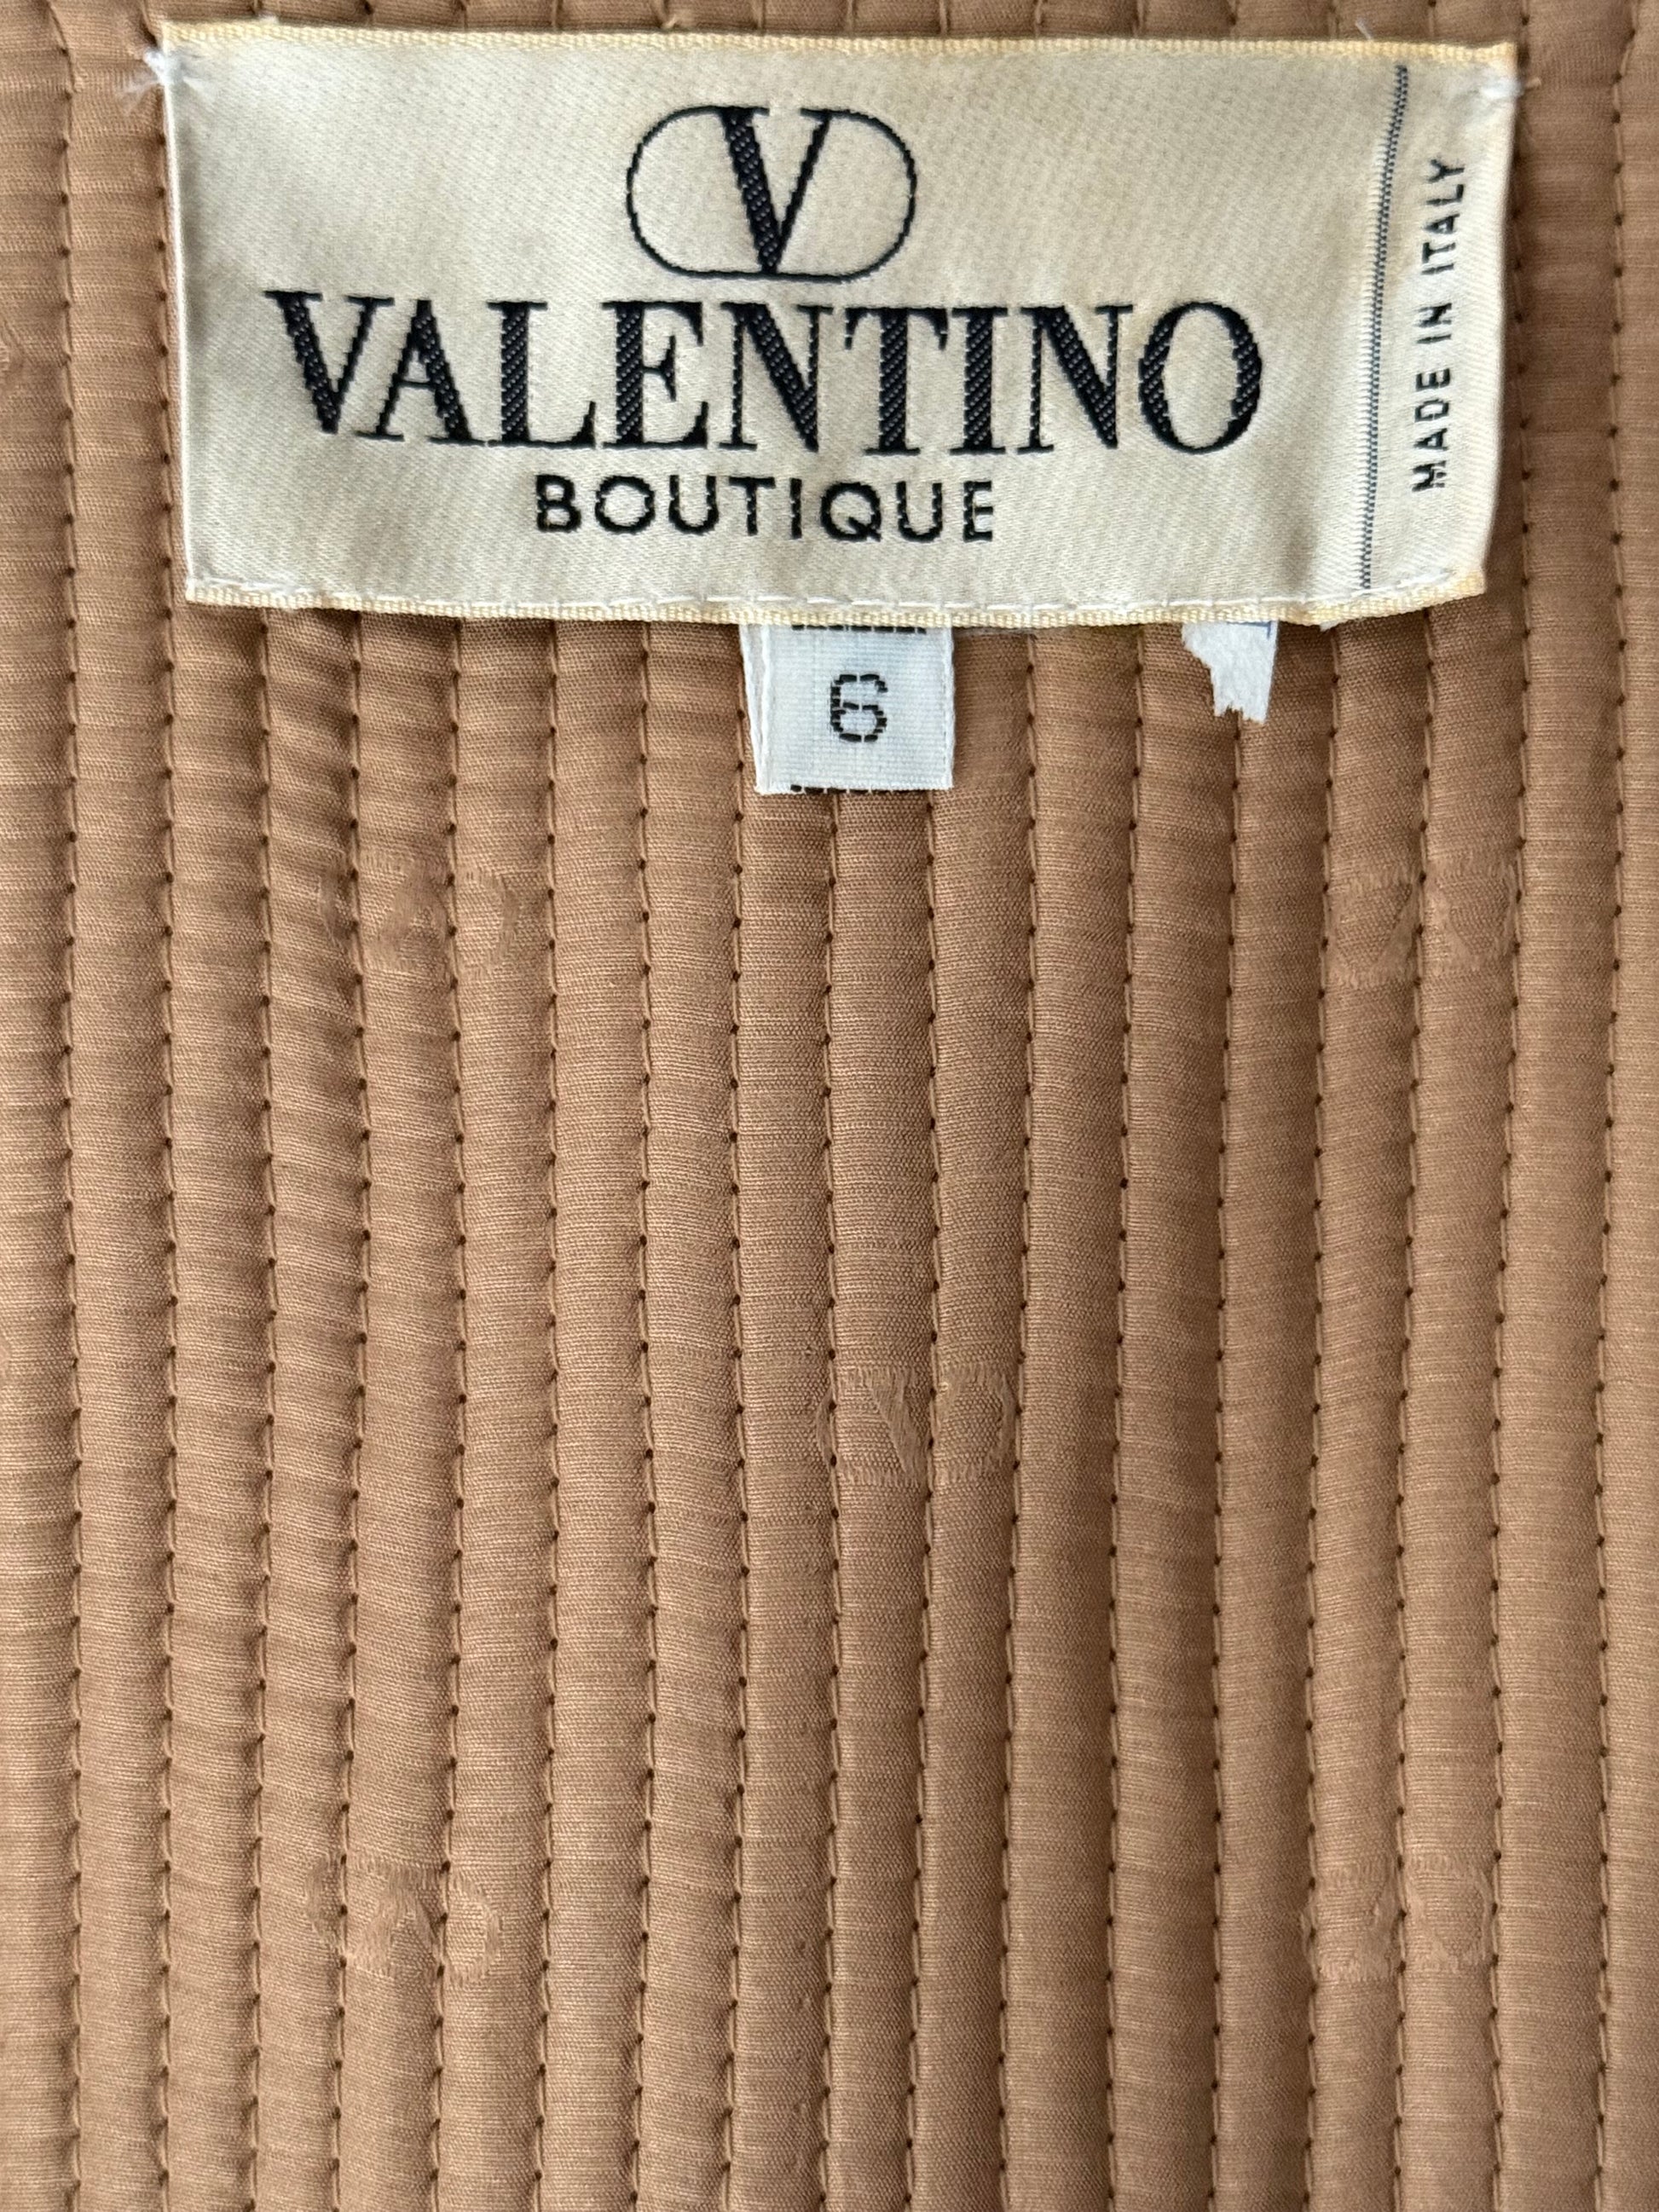 V
VALENTINO
BOUTIQUE
MADE IN ITALY
6